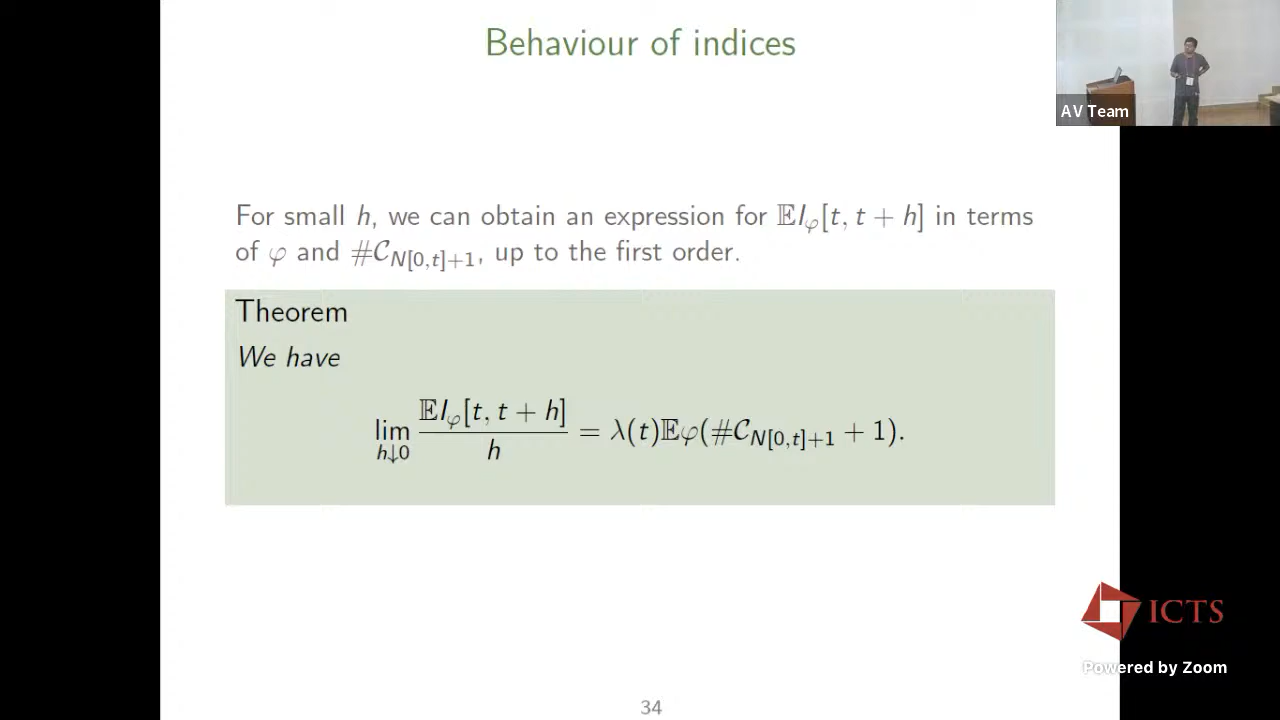 Behaviour of indices
AV Team
For small h, we can obtain an expression for 𝔼I_φ[t, t + h] in terms
of φ and #𝒞_{N[0,t]+1}, up to the first order.
Theorem
We have
lim_{h↓0} 𝔼I_φ[t, t + h] / h = λ(t)𝔼φ(#𝒞_{N[0,t]+1} + 1).
ICTS
Powered by Zoom
34